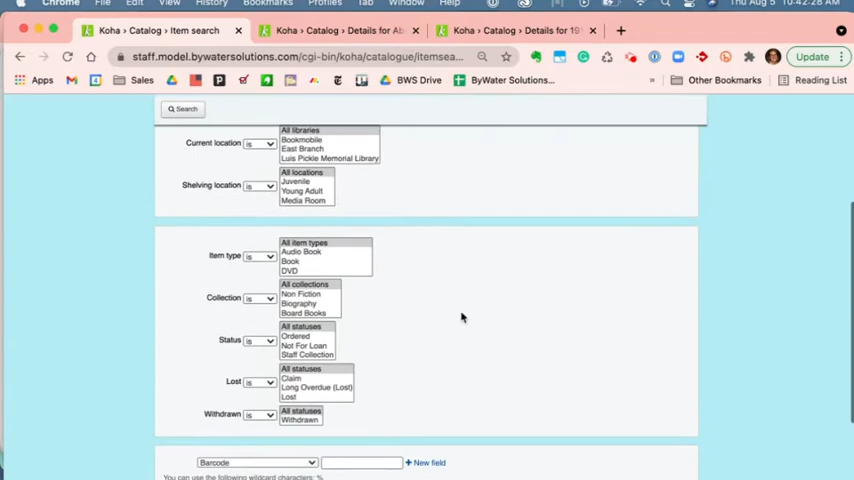 Chrome File Edit View History Bookmarks Profiles Tab Window Help Thu Aug 5 10:42:28 AM
Koha › Catalog › Item search × Koha › Catalog › Details for Ab × Koha › Catalog › Details for 19 × +
staff.model.bywatersolutions.com/cgi-bin/koha/catalogue/itemsea... Update
Apps Sales BWS Drive ByWater Solutions... » Other Bookmarks Reading List
Search
All libraries
Current location is Bookmobile
East Branch
Luis Pickle Memorial Library
All locations
Shelving location is Juvenile
Young Adult
Media Room
All item types
Item type is Audio Book
Book
DVD
All collections
Collection is Non Fiction
Biography
Board Books
All statuses
Status is Ordered
Not For Loan
Staff Collection
All statuses
Lost is Claim
Long Overdue (Lost)
Lost
Withdrawn is All statuses
Withdrawn
Barcode + New field
You can use the following wildcard characters: %